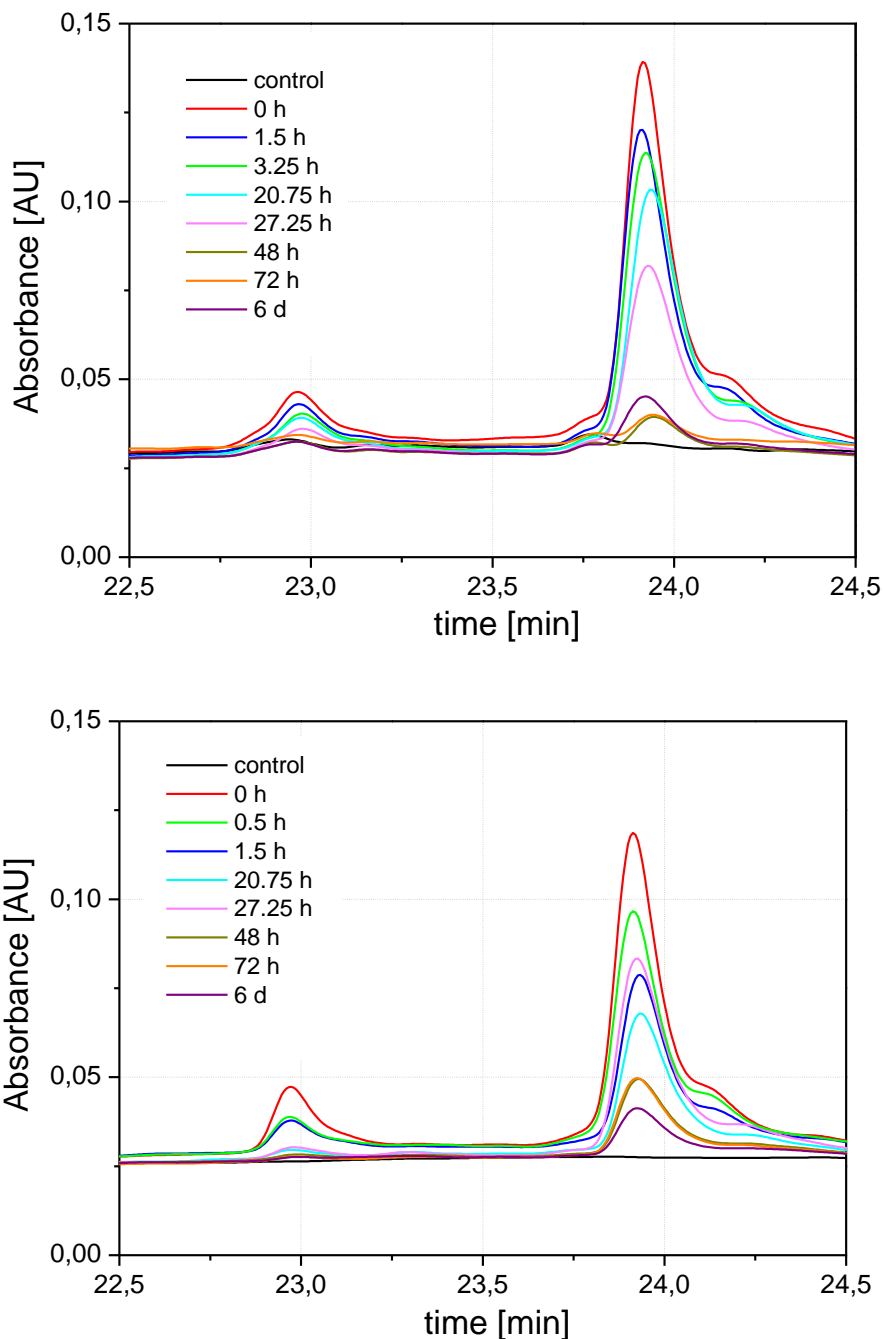 0,15
control
0 h
1.5 h
3.25 h
20.75 h
27.25 h
48 h
72 h
6 d
0,10
0,05
0,00
Absorbance [AU]
22,5 23,0 23,5 24,0 24,5
time [min]
0,15
control
0 h
0.5 h
1.5 h
20.75 h
27.25 h
48 h
72 h
6 d
0,10
0,05
0,00
Absorbance [AU]
22,5 23,0 23,5 24,0 24,5
time [min]